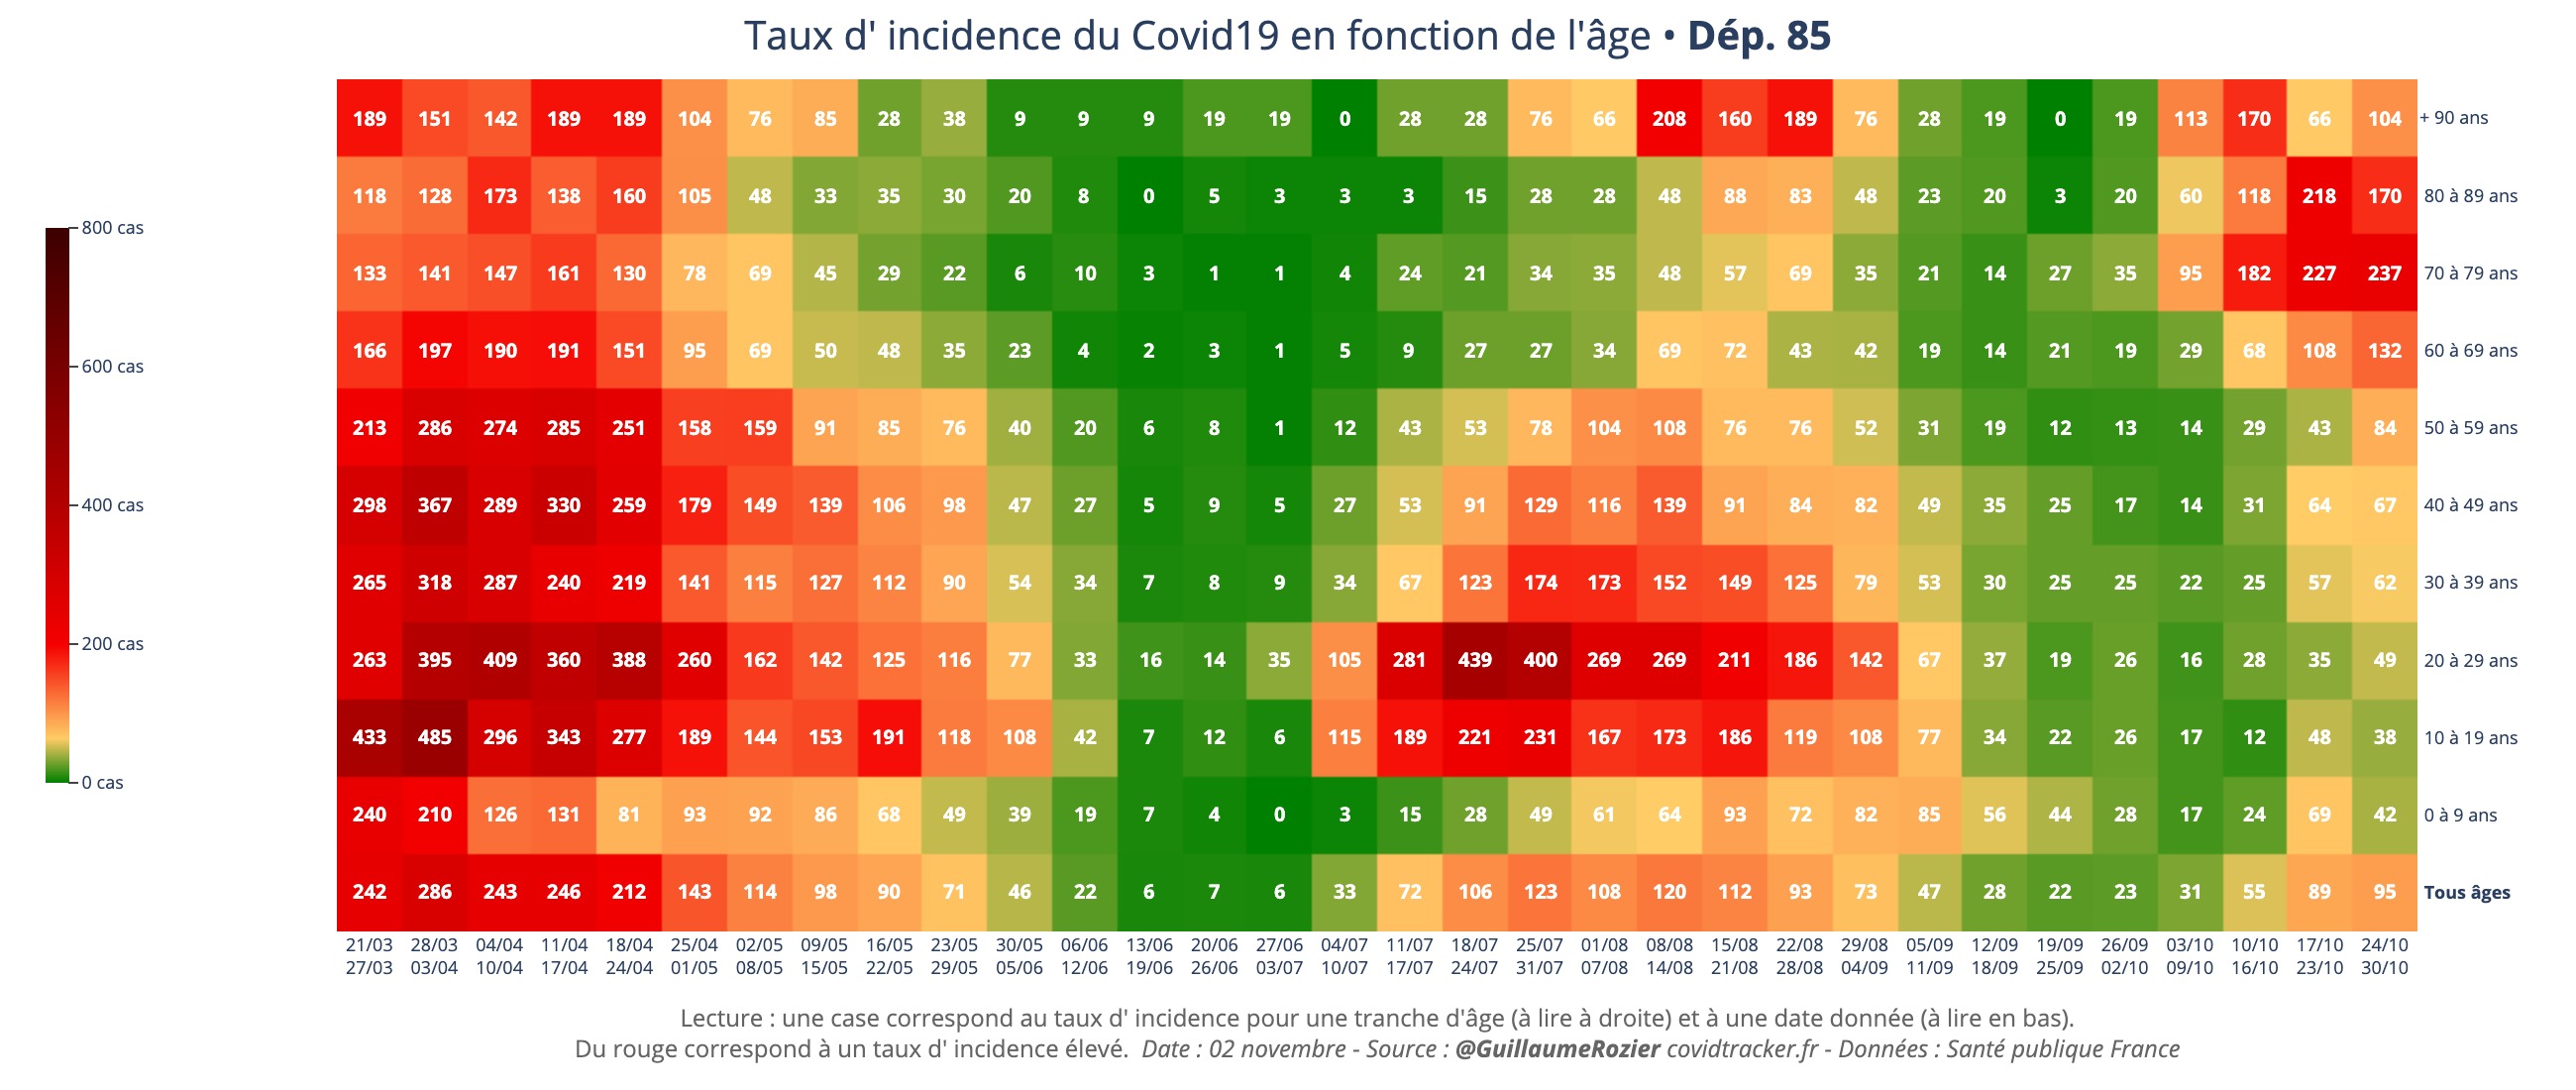 Taux d' incidence du Covid19 en fonction de l'âge • Dép. 85
189 151 142 189 189 104 76 85 28 38 9 9 9 19 19 0 28 28 76 66 208 160 189 76 28 19 0 19 113 170 66 104 + 90 ans
118 128 173 138 160 105 48 33 35 30 20 8 0 5 3 3 3 15 28 28 48 88 83 48 23 20 3 20 60 118 218 170 80 à 89 ans
800 cas
133 141 147 161 130 78 69 45 29 22 6 10 3 1 1 4 24 21 34 35 48 57 69 35 21 14 27 35 95 182 227 237 70 à 79 ans
166 197 190 191 151 95 69 50 48 35 23 4 2 3 1 5 9 27 27 34 69 72 43 42 19 14 21 19 29 68 108 132 60 à 69 ans
600 cas
213 286 274 285 251 158 159 91 85 76 40 20 6 8 1 12 43 53 78 104 108 76 76 52 31 19 12 13 14 29 43 84 50 à 59 ans
400 cas
298 367 289 330 259 179 149 139 106 98 47 27 5 9 5 27 53 91 129 116 139 91 84 82 49 35 25 17 14 31 64 67 40 à 49 ans
265 318 287 240 219 141 115 127 112 90 54 34 7 8 9 34 67 123 174 173 152 149 125 79 53 30 25 25 22 25 57 62 30 à 39 ans
200 cas
263 395 409 360 388 260 162 142 125 116 77 33 16 14 35 105 281 439 400 269 269 211 186 142 67 37 19 26 16 28 35 49 20 à 29 ans
433 485 296 343 277 189 144 153 191 118 108 42 7 12 6 115 189 221 231 167 173 186 119 108 77 34 22 26 17 12 48 38 10 à 19 ans
0 cas
240 210 126 131 81 93 92 86 68 49 39 19 7 4 0 3 15 28 49 61 64 93 72 82 85 56 44 28 17 24 69 42 0 à 9 ans
242 286 243 246 212 143 114 98 90 71 46 22 6 7 6 33 72 106 123 108 120 112 93 73 47 28 22 23 31 55 89 95 Tous âges
21/03 28/03 04/04 11/04 18/04 25/04 02/05 09/05 16/05 23/05 30/05 06/06 13/06 20/06 27/06 04/07 11/07 18/07 25/07 01/08 08/08 15/08 22/08 29/08 05/09 12/09 19/09 26/09 03/10 10/10 17/10 24/10
27/03 03/04 10/04 17/04 24/04 01/05 08/05 15/05 22/05 29/05 05/06 12/06 19/06 26/06 03/07 10/07 17/07 24/07 31/07 07/08 14/08 21/08 28/08 04/09 11/09 18/09 25/09 02/10 09/10 16/10 23/10 30/10
Lecture : une case correspond au taux d' incidence pour une tranche d'âge (à lire à droite) et à une date donnée (à lire en bas).
Du rouge correspond à un taux d' incidence élevé. Date : 02 novembre - Source : @GuillaumeRozier covidtracker.fr - Données : Santé publique France